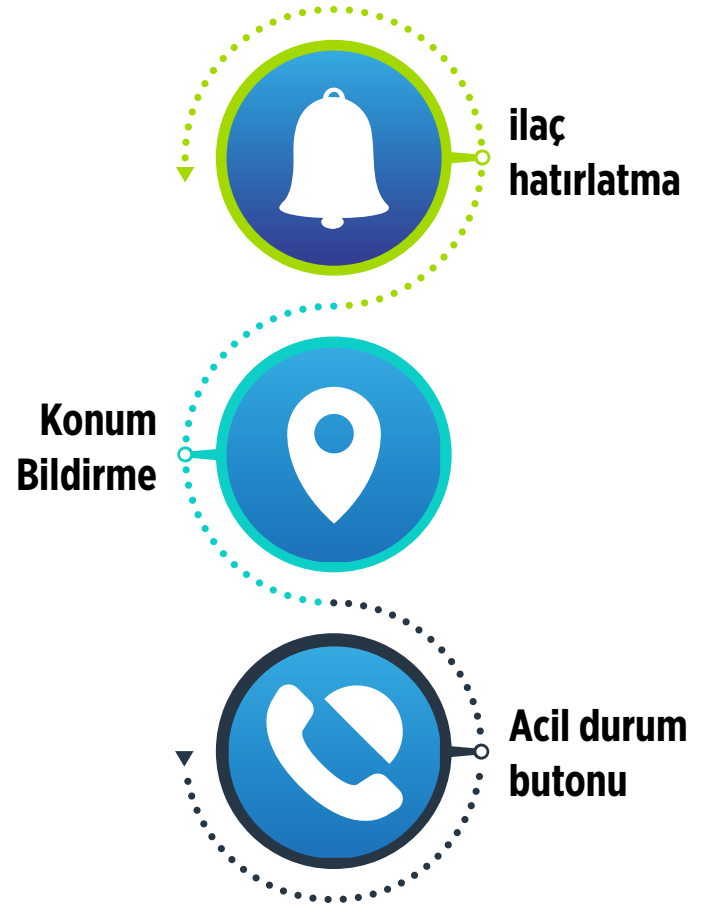 ilaç
hatırlatma
Konum
Bildirme
Acil durum
butonu